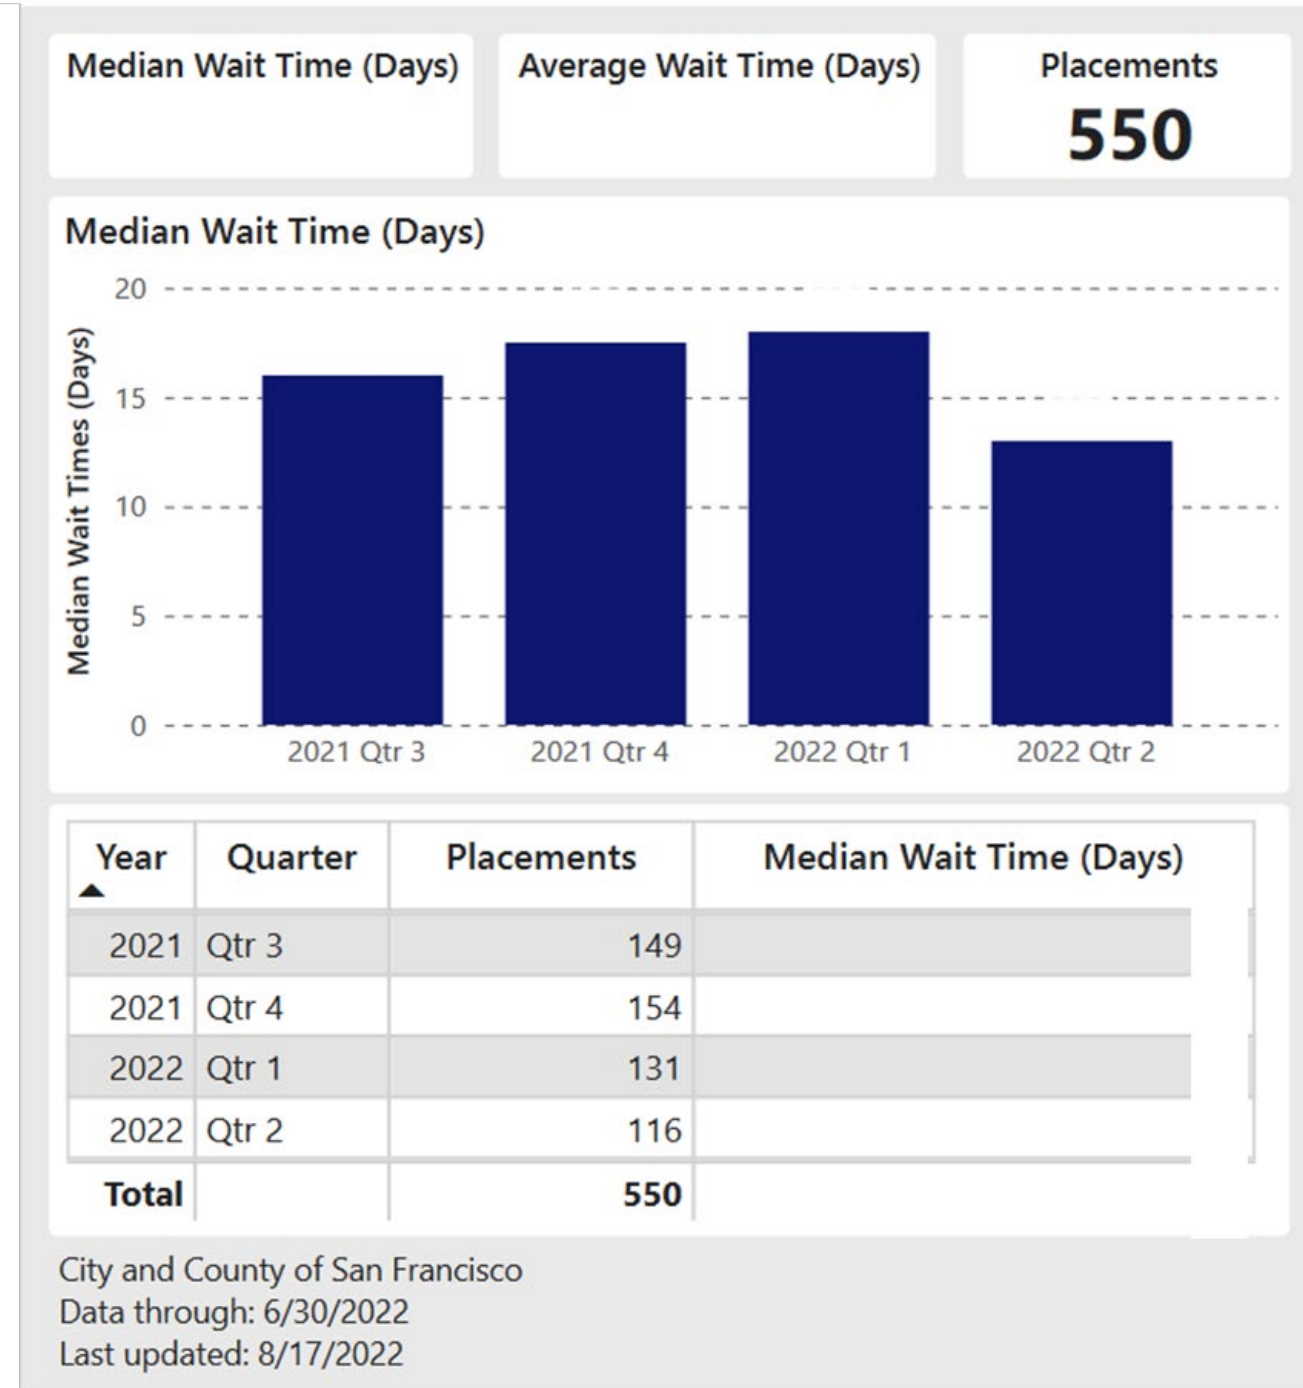 Median Wait Time (Days)
Average Wait Time (Days)
Placements
550
Median Wait Time (Days)
Median Wait Times (Days)
20
15
10
5
0
2021 Qtr 3 2021 Qtr 4 2022 Qtr 1 2022 Qtr 2
Year Quarter Placements Median Wait Time (Days)
2021 Qtr 3 149
2021 Qtr 4 154
2022 Qtr 1 131
2022 Qtr 2 116
Total 550
City and County of San Francisco
Data through: 6/30/2022
Last updated: 8/17/2022